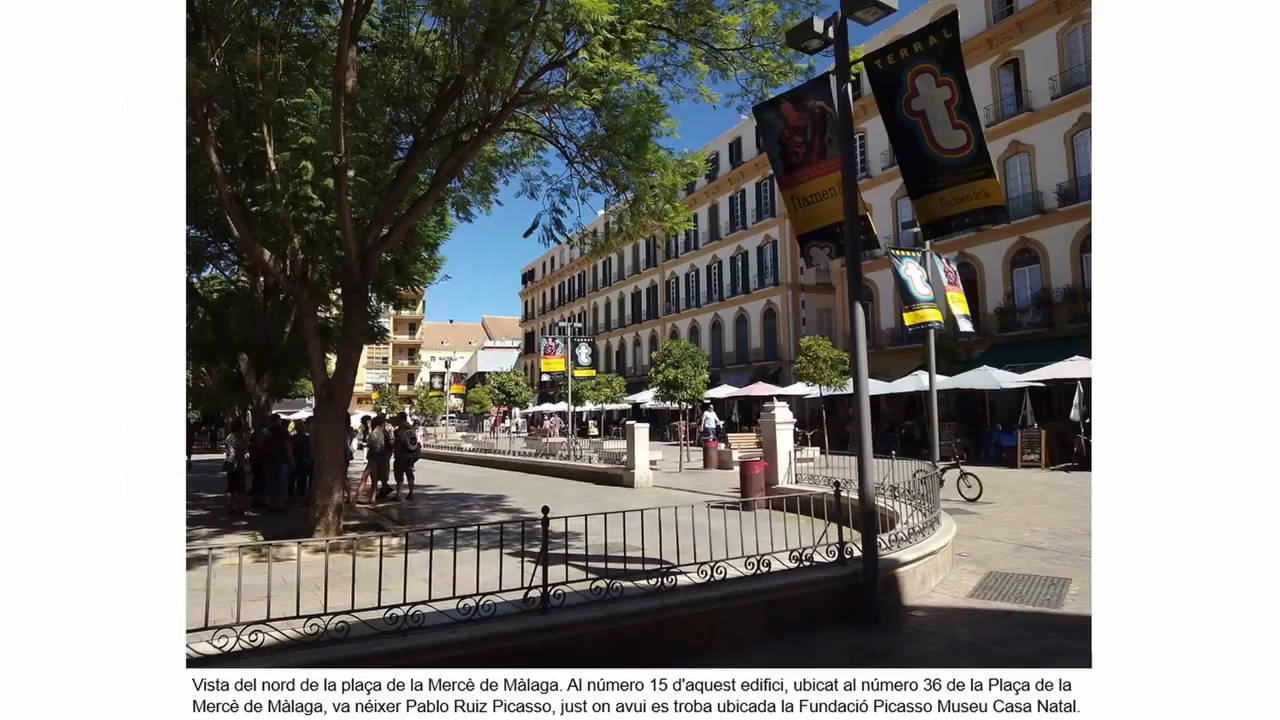 TERRAL
t
flamenco
flamenco
TERRAL
t
t
Vista del nord de la plaça de la Mercè de Màlaga. Al número 15 d'aquest edifici, ubicat al número 36 de la Plaça de la
Mercè de Màlaga, va néixer Pablo Ruiz Picasso, just on avui es troba ubicada la Fundació Picasso Museu Casa Natal.